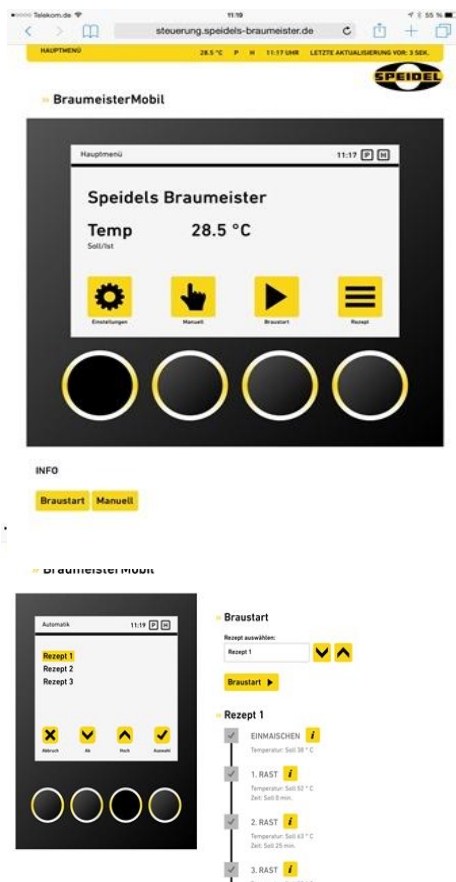 Telekom.de 11:19 55 %
steuerung.speidels-braumeister.de
HAUPTMENÜ 28.5 °C P H 11:17 UHR LETZTE AKTUALISIERUNG VOR: 3 SEK.
SPEIDEL
» BraumeisterMobil
Hauptmenü 11:17 P H
Speidels Braumeister
Temp 28.5 °C
Soll/Ist
Einstellungen Manuell Braustart Rezept
INFO
Braustart Manuell
» BraumeisterMobil
Automatik 11:19 P H
Rezept 1
Rezept 2
Rezept 3
Abbruch Ab Hoch Auswahl
» Braustart
Rezept auswählen:
Rezept 1
Braustart
» Rezept 1
EINMAISCHEN i
Temperatur: Soll 38 ° C
1. RAST i
Temperatur: Soll 52 ° C
Zeit: Soll 0 min.
2. RAST i
Temperatur: Soll 63 ° C
Zeit: Soll 25 min.
3. RAST i